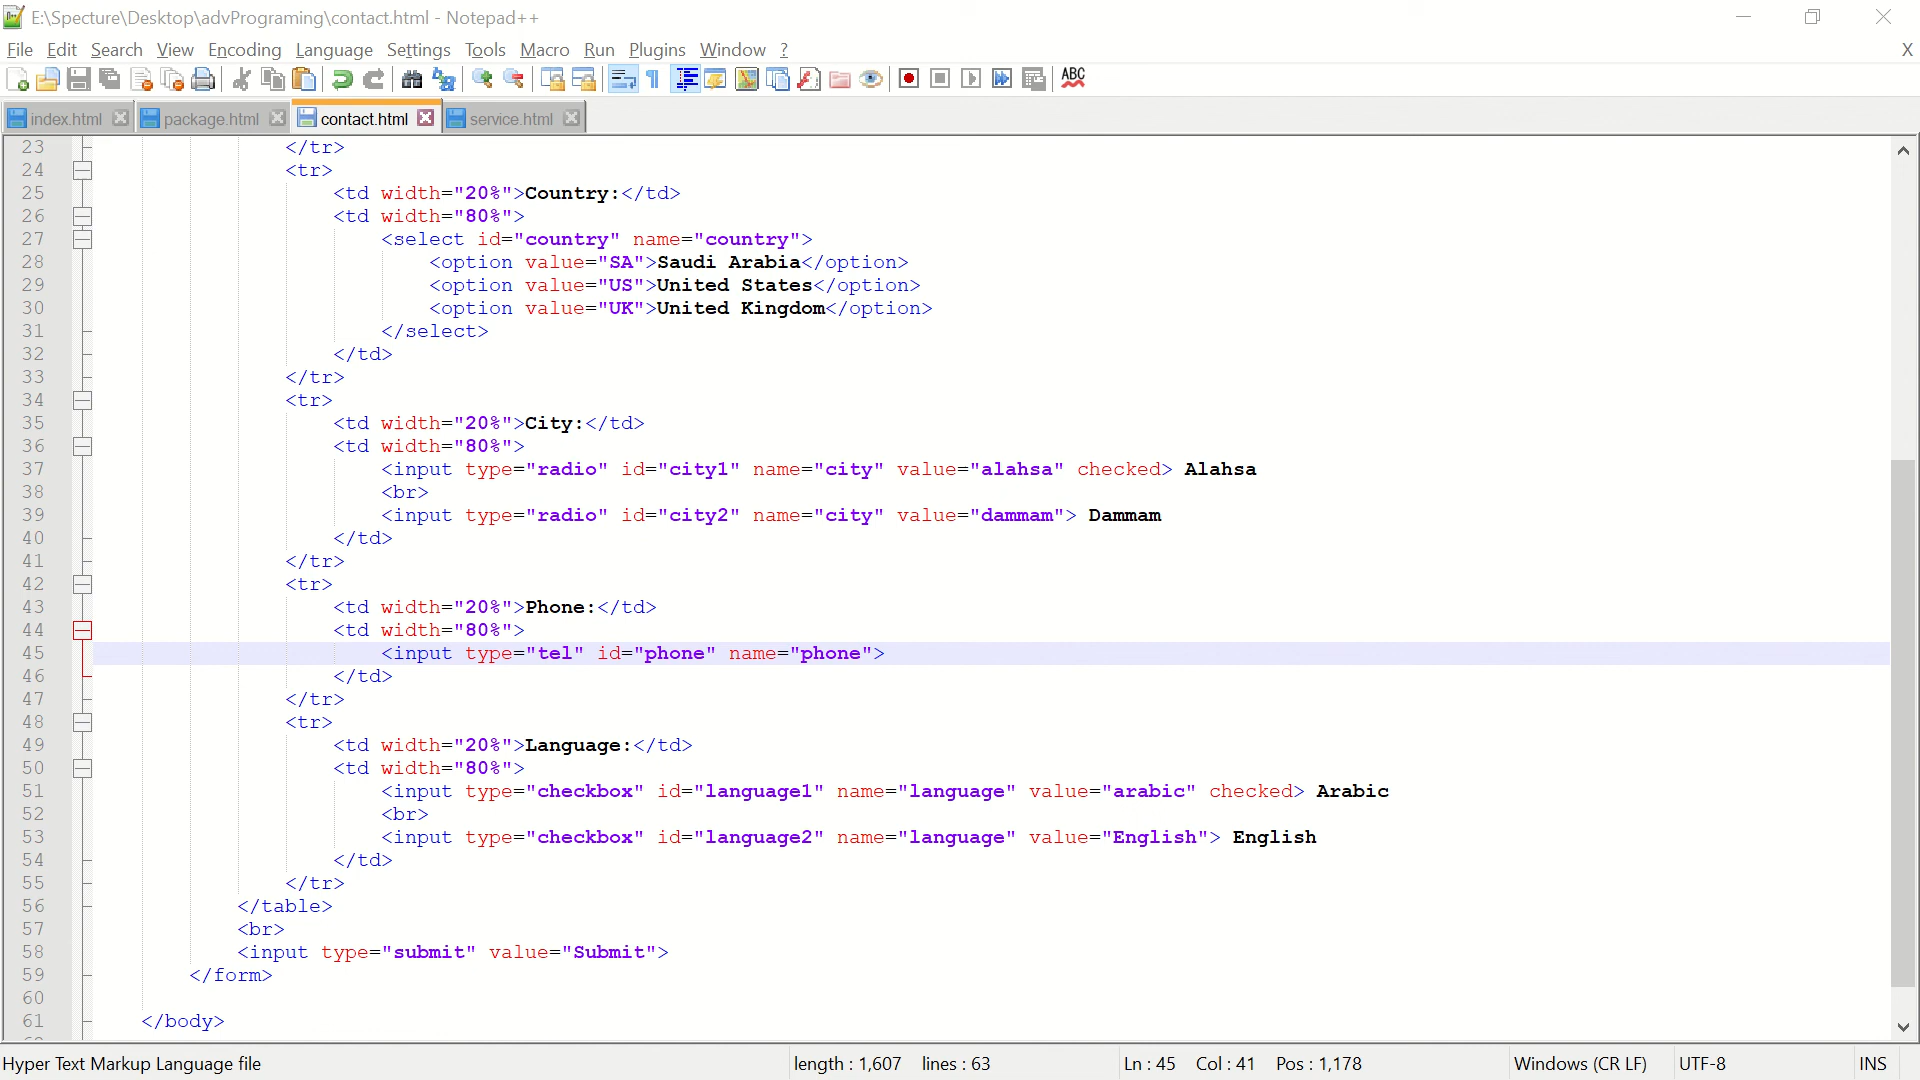 E:\Specture\Desktop\advPrograming\contact.html - Notepad++
File Edit Search View Encoding Language Settings Tools Macro Run Plugins Window ? X
ABC
index.html package.html contact.html service.html
23 </tr>
24 <tr>
25 <td width="20%">Country:</td>
26 <td width="80%">
27 <select id="country" name="country">
28 <option value="SA">Saudi Arabia</option>
29 <option value="US">United States</option>
30 <option value="UK">United Kingdom</option>
31 </select>
32 </td>
33 </tr>
34 <tr>
35 <td width="20%">City:</td>
36 <td width="80%">
37 <input type="radio" id="city1" name="city" value="alahsa" checked> Alahsa
38 <br>
39 <input type="radio" id="city2" name="city" value="dammam"> Dammam
40 </td>
41 </tr>
42 <tr>
43 <td width="20%">Phone:</td>
44 <td width="80%">
45 <input type="tel" id="phone" name="phone">
46 </td>
47 </tr>
48 <tr>
49 <td width="20%">Language:</td>
50 <td width="80%">
51 <input type="checkbox" id="language1" name="language" value="arabic" checked> Arabic
52 <br>
53 <input type="checkbox" id="language2" name="language" value="English"> English
54 </td>
55 </tr>
56 </table>
57 <br>
58 <input type="submit" value="Submit">
59 </form>
60
61 </body>
Hyper Text Markup Language file length : 1,607 lines : 63 Ln : 45 Col : 41 Pos : 1,178 Windows (CR LF) UTF-8 INS